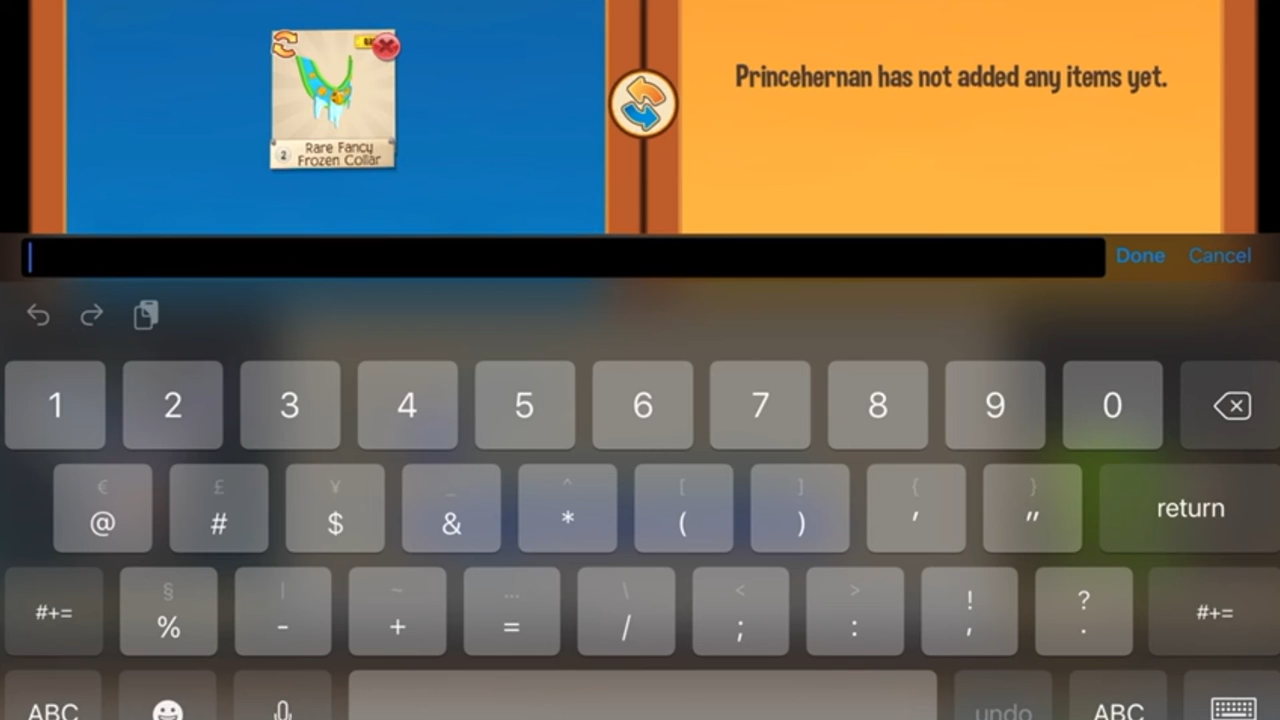 Princehernan has not added any items yet.
2
Rare Fancy
Frozen Collar
Done
Cancel
1 2 3 4 5 6 7 8 9 0
€ £ ¥ _ ^ [ ] { }
@ # $ & * ( ) ' "
return
§ | ~ … \ < > ! ?
#+= % - + = / ; : , . #+=
ABC
undo
ABC